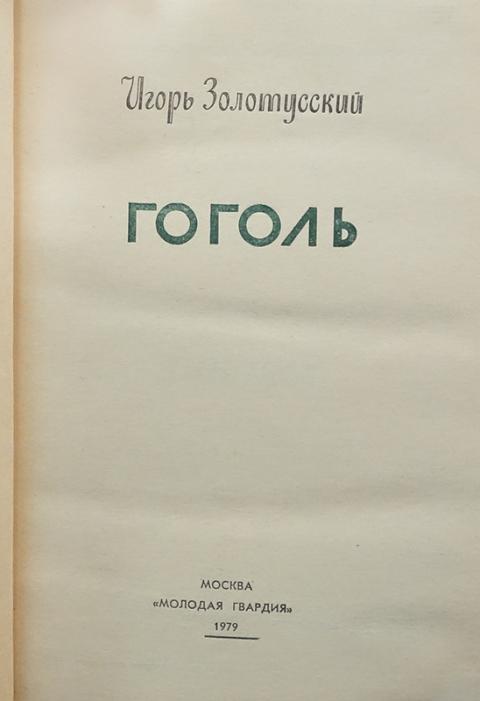 Игорь Золотусский
ГОГОЛЬ
МОСКВА
«МОЛОДАЯ ГВАРДИЯ»
1979